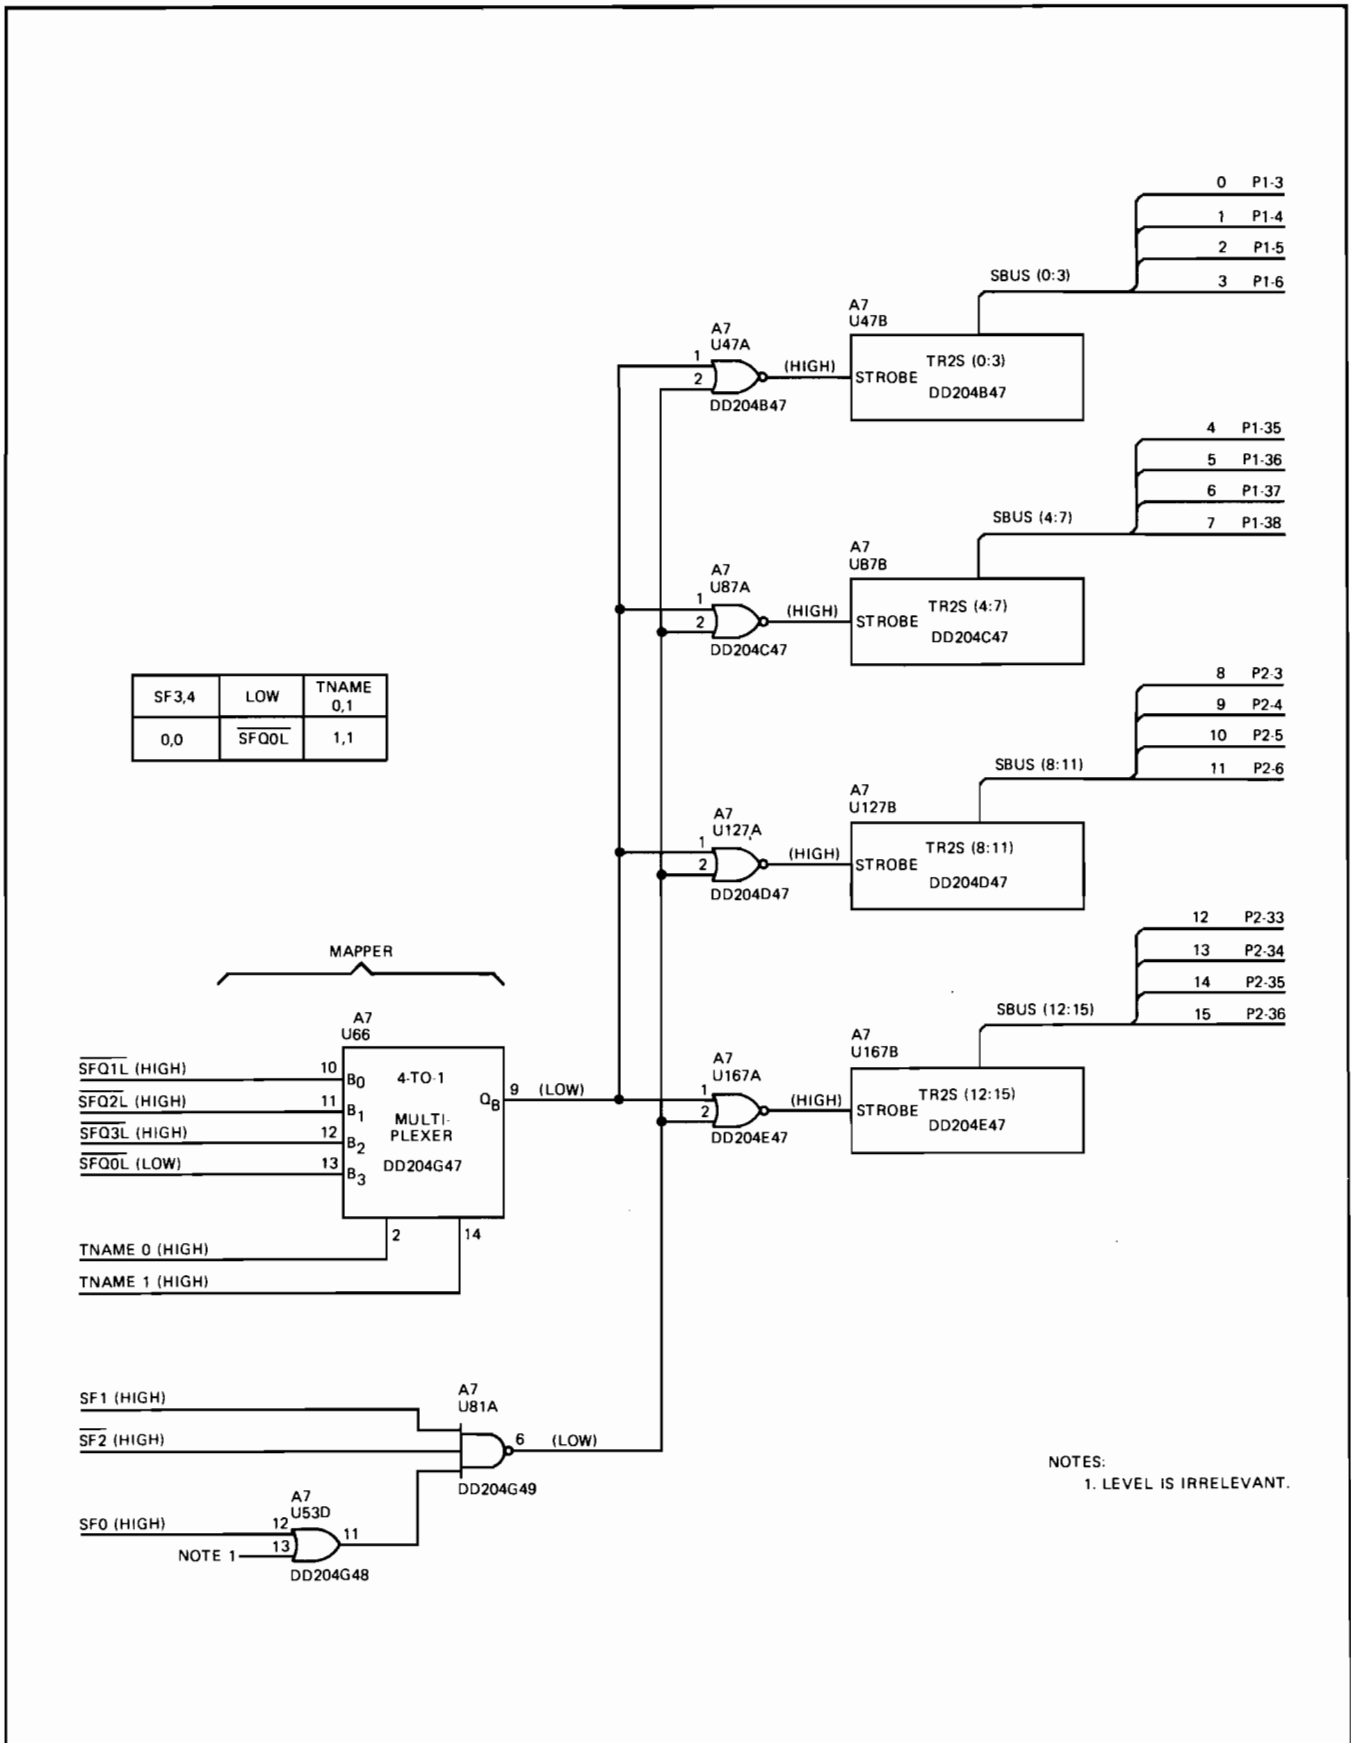 0 P1-3
1 P1-4
2 P1-5
3 P1-6
SBUS (0:3)
A7
U47B
A7
U47A
1
2
(HIGH)
STROBE
TR2S (0:3)
DD204B47
DD204B47
4 P1-35
5 P1-36
6 P1-37
7 P1-38
SBUS (4:7)
A7
U87B
A7
U87A
1
2
(HIGH)
STROBE
TR2S (4:7)
DD204C47
DD204C47
SF3,4 LOW TNAME
0,1
0,0 S̅F̅Q̅0̅L̅ 1,1
8 P2-3
9 P2-4
10 P2-5
11 P2-6
SBUS (8:11)
A7
U127B
A7
U127A
1
2
(HIGH)
STROBE
TR2S (8:11)
DD204D47
DD204D47
12 P2-33
13 P2-34
14 P2-35
15 P2-36
SBUS (12:15)
A7
U167B
A7
U167A
1
2
(HIGH)
STROBE
TR2S (12:15)
DD204E47
DD204E47
MAPPER
A7
U66
S̅F̅Q̅1̅L̅ (HIGH) 10 B0
S̅F̅Q̅2̅L̅ (HIGH) 11 B1
S̅F̅Q̅3̅L̅ (HIGH) 12 B2
S̅F̅Q̅0̅L̅ (LOW) 13 B3
4-TO-1
MULTI-
PLEXER
DD204G47
QB 9 (LOW)
2 14
TNAME 0 (HIGH)
TNAME 1 (HIGH)
SF1 (HIGH)
S̅F̅2̅ (HIGH)
A7
U81A
6 (LOW)
DD204G49
A7
U53D
SF0 (HIGH) 12
NOTE 1 13
11
DD204G48
NOTES:
1. LEVEL IS IRRELEVANT.